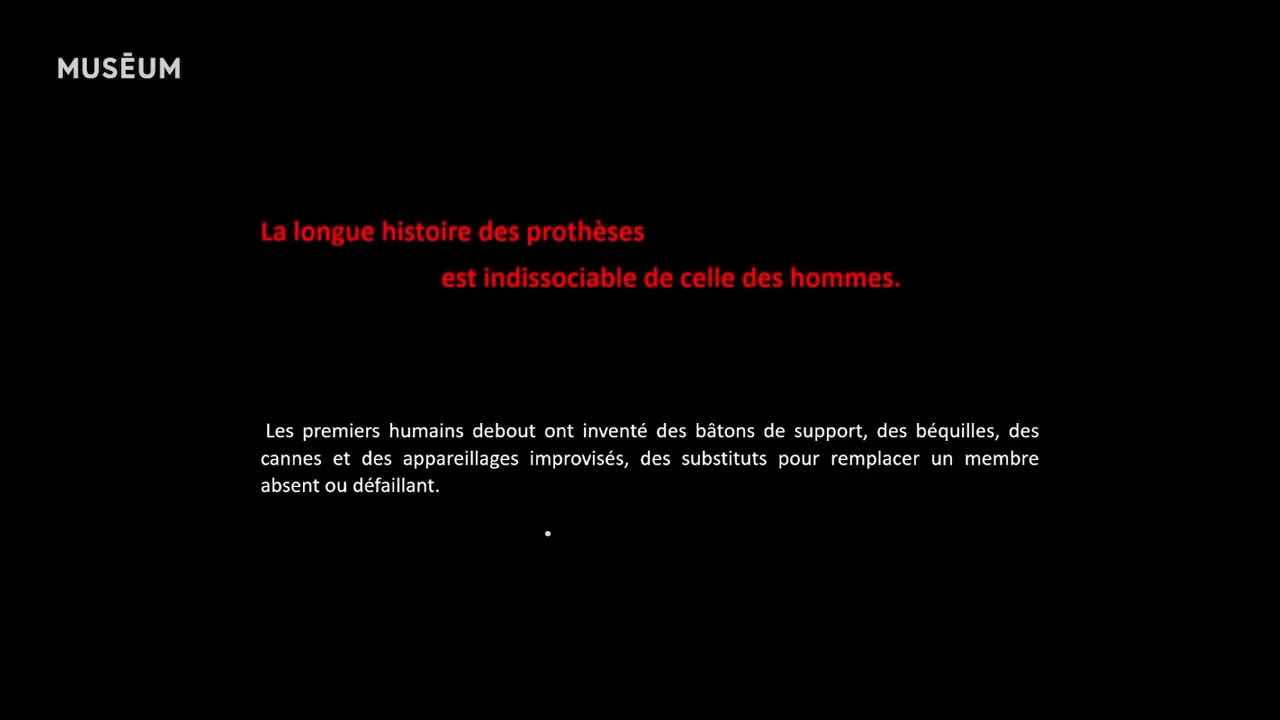 MUSĒUM
La longue histoire des prothèses
est indissociable de celle des hommes.
Les premiers humains debout ont inventé des bâtons de support, des béquilles, des
cannes et des appareillages improvisés, des substituts pour remplacer un membre
absent ou défaillant.